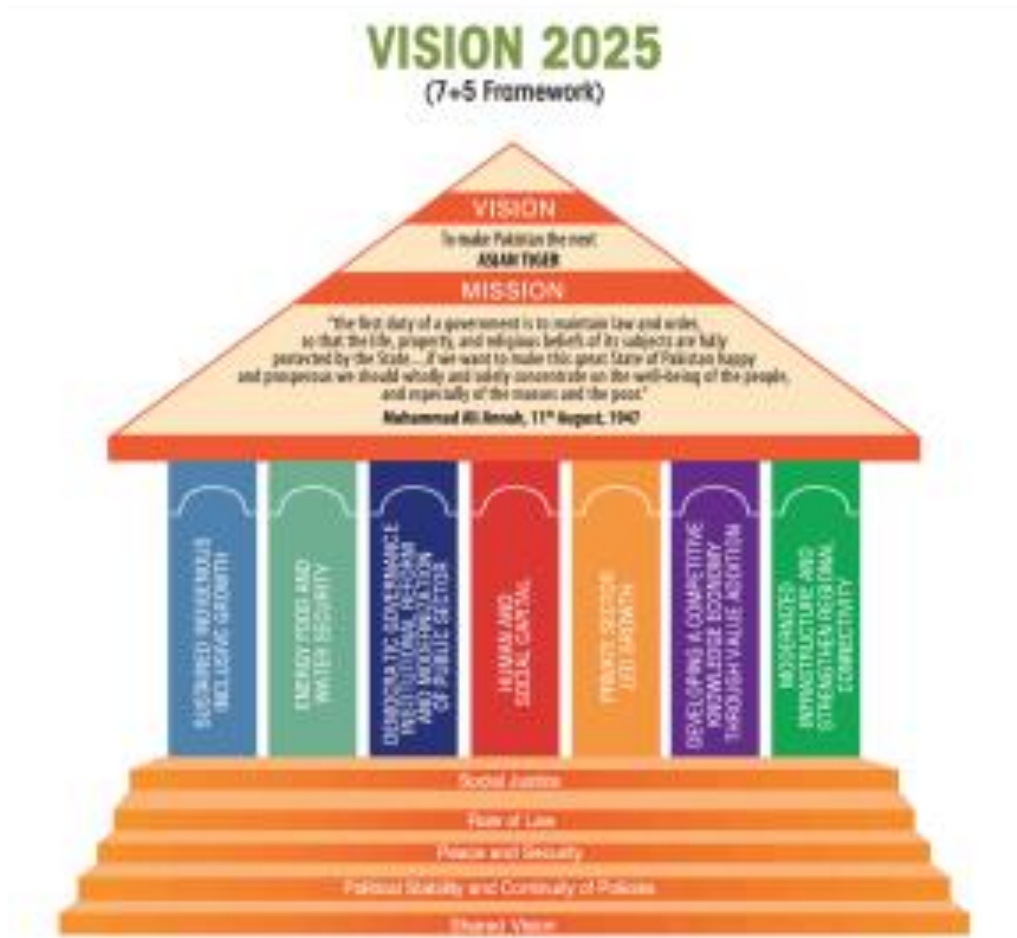 VISION 2025
(7+5 Framework)
VISION
To make Pakistan the next
ASIAN TIGER
MISSION
"the first duty of a government is to maintain law and order,
so that the life, property, and religious beliefs of its subjects are fully
protected by the State... if we want to make this great State of Pakistan happy
and prosperous we should wholly and solely concentrate on the well-being of the people,
and especially of the masses and the poor."
Muhammad Ali Jinnah, 11th August, 1947
SUSTAINED INDIGENOUS
INCLUSIVE GROWTH
ENERGY FOOD AND
WATER SECURITY
DEMOCRATIC GOVERNANCE
INSTITUTIONAL REFORM
AND MODERNIZATION
OF PUBLIC SECTOR
HUMAN AND
SOCIAL CAPITAL
PRIVATE SECTOR
LED GROWTH
DEVELOPING A COMPETITIVE
KNOWLEDGE ECONOMY
THROUGH VALUE ADDITION
MODERNIZED
INFRASTRUCTURE AND
STRENGTHEN REGIONAL
CONNECTIVITY
Social Justice
Rule of Law
Peace and Security
Political Stability and Continuity of Policies
Shared Vision